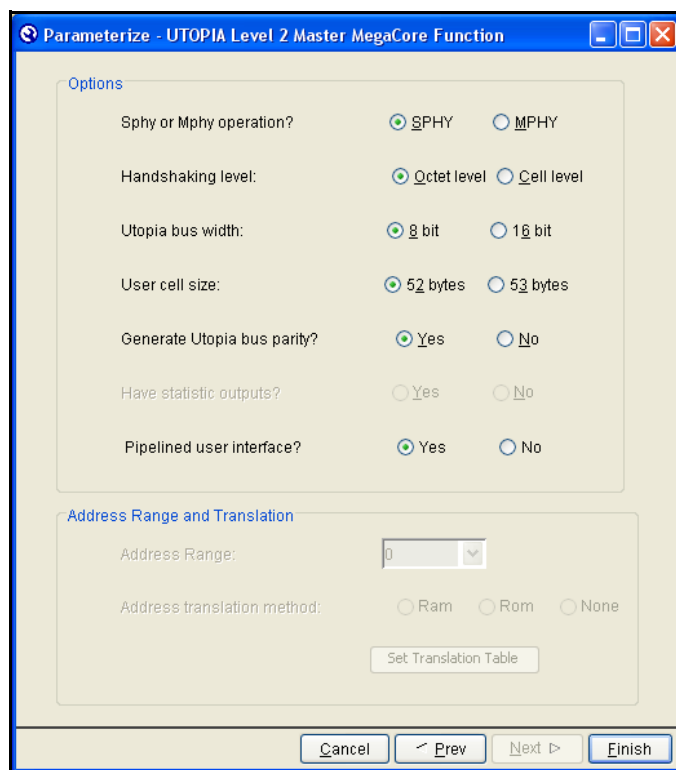 Parameterize - UTOPIA Level 2 Master MegaCore Function
Options
Sphy or Mphy operation? SPHY MPHY
Handshaking level: Octet level Cell level
Utopia bus width: 8 bit 16 bit
User cell size: 52 bytes 53 bytes
Generate Utopia bus parity? Yes No
Have statistic outputs? Yes No
Pipelined user interface? Yes No
Address Range and Translation
Address Range: 0
Address translation method: Ram Rom None
Set Translation Table
Cancel Prev Next Finish